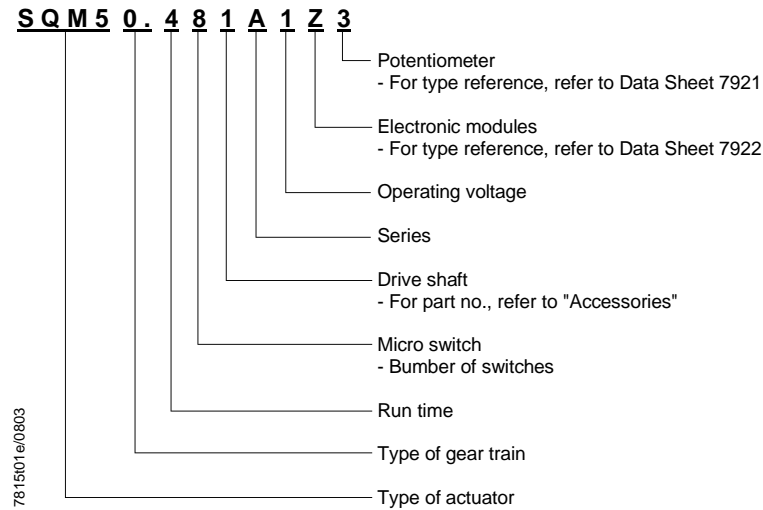 SQM50.481A1Z3
Potentiometer
- For type reference, refer to Data Sheet 7921
Electronic modules
- For type reference, refer to Data Sheet 7922
Operating voltage
Series
Drive shaft
- For part no., refer to "Accessories"
Micro switch
- Bumber of switches
Run time
Type of gear train
Type of actuator
7815t01e/0803